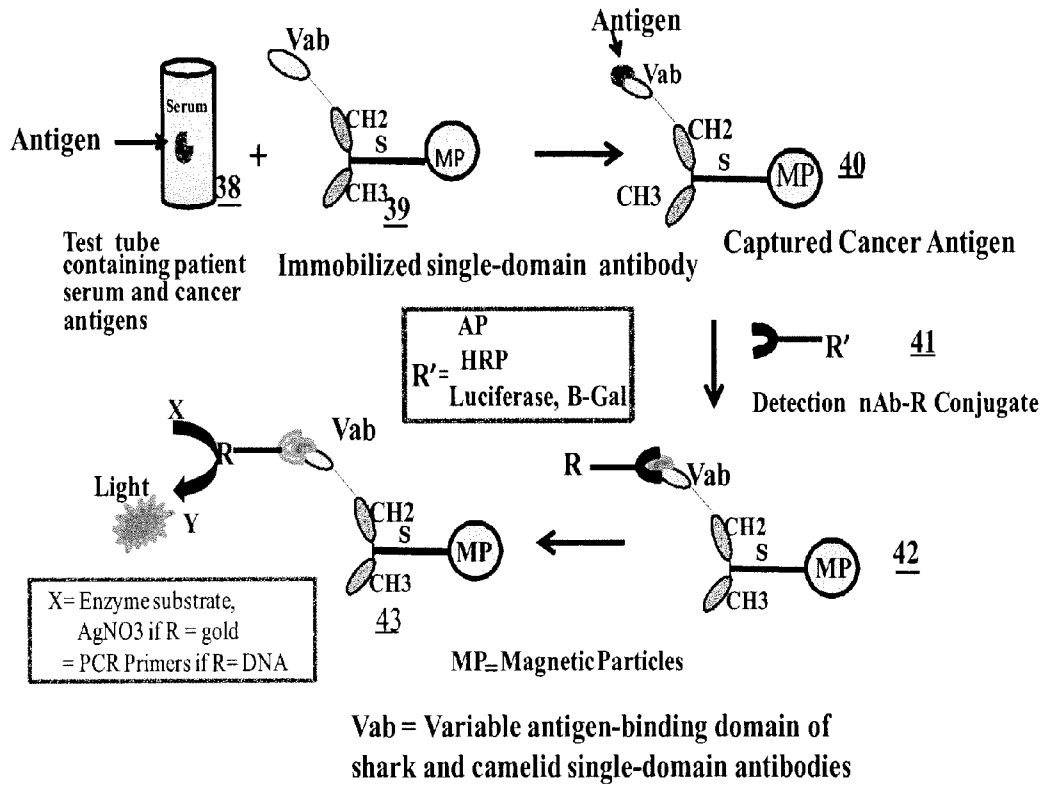 Vab
Antigen
Serum
Antigen
+
CH2
S
MP
CH3
38
39
Vab
CH2
S
MP
CH3
40
Test tube
containing patient
serum and cancer
antigens
Immobilized single-domain antibody
Captured Cancer Antigen
AP
R'= HRP
Luciferase, B-Gal
R'
41
Detection nAb-R Conjugate
X
R
Vab
Light
Y
CH2
S
MP
CH3
43
R
Vab
CH2
S
MP
CH3
42
X= Enzyme substrate,
AgNO3 if R = gold
= PCR Primers if R= DNA
MP=Magnetic Particles
Vab = Variable antigen-binding domain of
shark and camelid single-domain antibodies